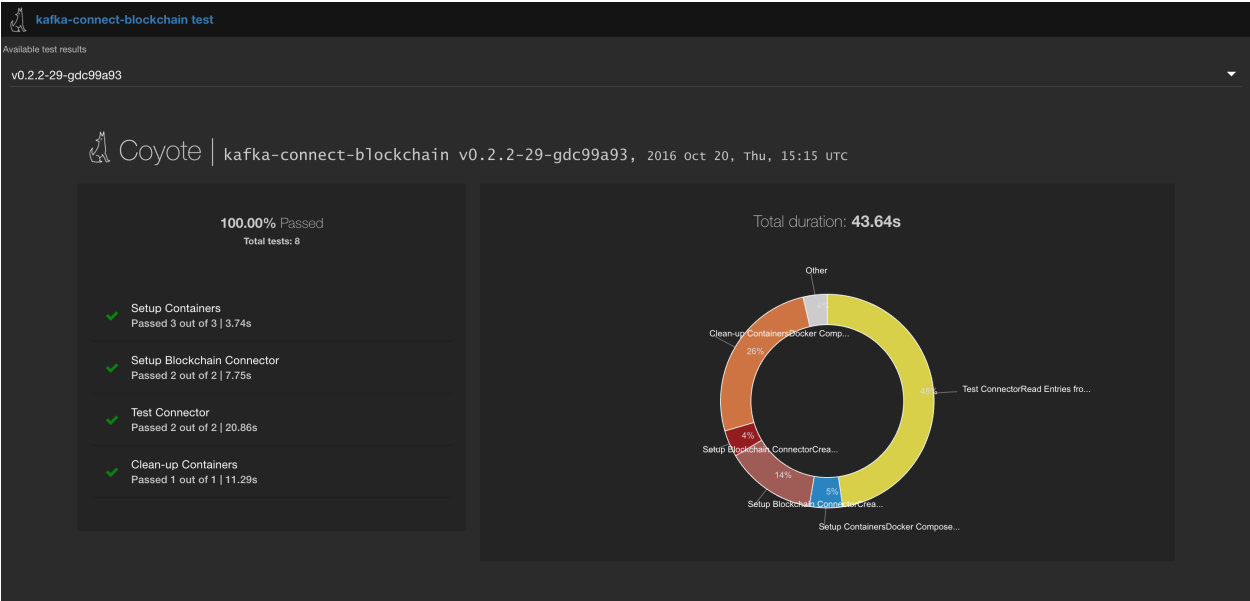 kafka-connect-blockchain test
Available test results
v0.2.2-29-gdc99a93
Coyote | kafka-connect-blockchain v0.2.2-29-gdc99a93, 2016 Oct 20, Thu, 15:15 UTC
100.00% Passed
Total tests: 8
Setup Containers
Passed 3 out of 3 | 3.74s
Setup Blockchain Connector
Passed 2 out of 2 | 7.75s
Test Connector
Passed 2 out of 2 | 20.86s
Clean-up Containers
Passed 1 out of 1 | 11.29s
Total duration: 43.64s
Other
Clean-up ContainersDocker Comp...
26%
Test ConnectorRead Entries fro...
4%
Setup Blockchain ConnectorCrea...
14%
5%
Setup Blockchain ConnectorCrea...
Setup ContainersDocker Compose...